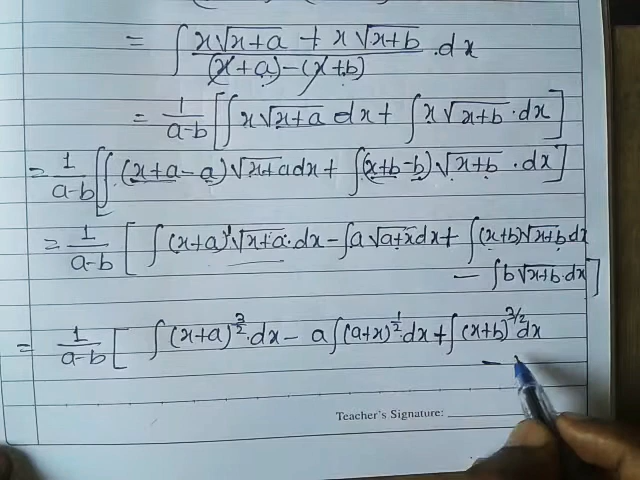 = ∫ x√x+a + x√x+b / (x+a)-(x+b) .dx
= 1/a-b [∫ x√x+a dx + ∫ x√x+b .dx]
= 1/a-b [∫ (x+a-a)√x+a dx + ∫(x+b-b)√x+b .dx]
= 1/a-b [ ∫(x+a)¹√x+a .dx - ∫a√a+x dx + ∫(x+b)√x+b dx
- ∫b√x+b .dx]
= 1/a-b [ ∫(x+a)^3/2 .dx - a∫(a+x)^1/2 dx + ∫(x+b)^3/2 dx
-
Teacher's Signature: